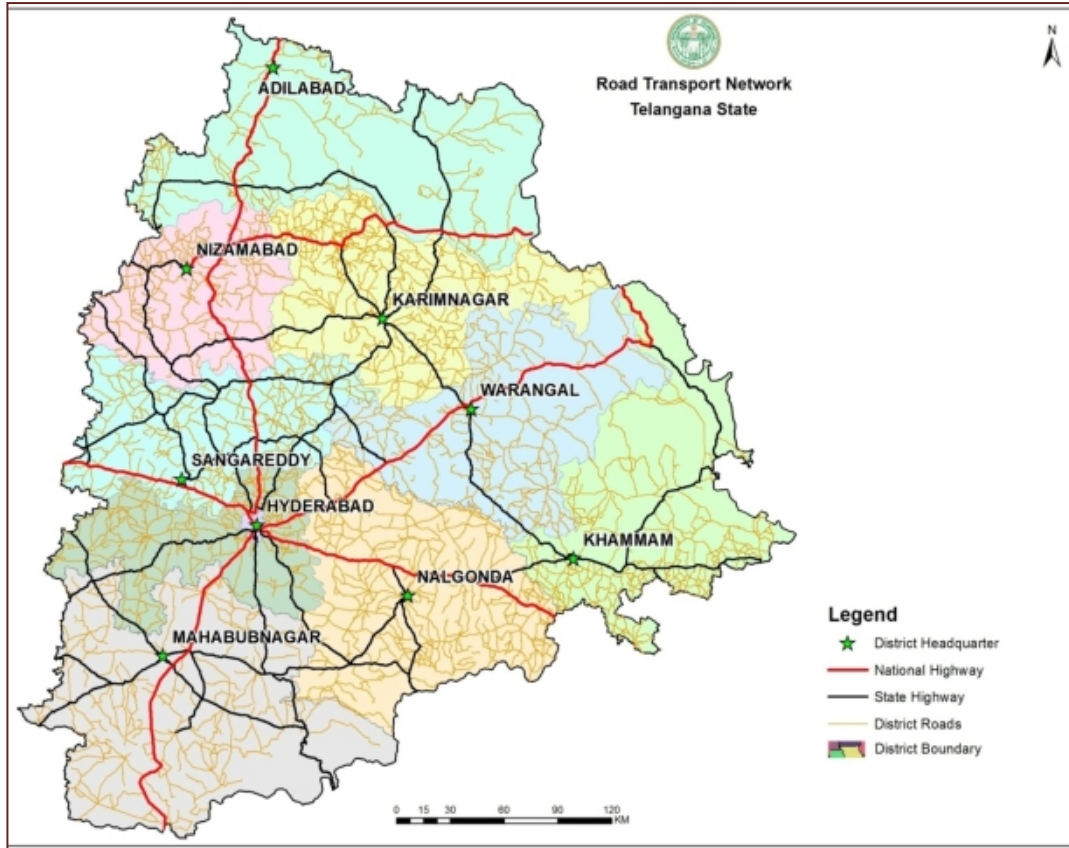 N
Road Transport Network
Telangana State
ADILABAD
NIZAMABAD
KARIMNAGAR
WARANGAL
SANGAREDDY
HYDERABAD
KHAMMAM
NALGONDA
MAHABUBNAGAR
Legend
District Headquarter
National Highway
State Highway
District Roads
District Boundary
0 15 30 60 90 120
KM